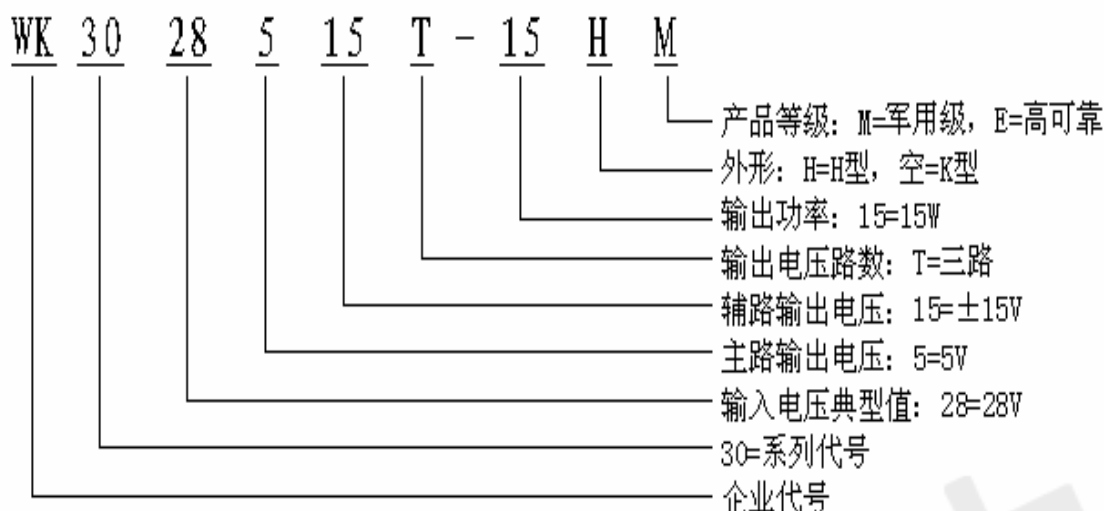 WK 30 28 5 15 T - 15 H M
产品等级: M=军用级, E=高可靠
外形: H=H型, 空=K型
输出功率: 15=15W
输出电压路数: T=三路
辅路输出电压: 15=±15V
主路输出电压: 5=5V
输入电压典型值: 28=28V
30=系列代号
企业代号